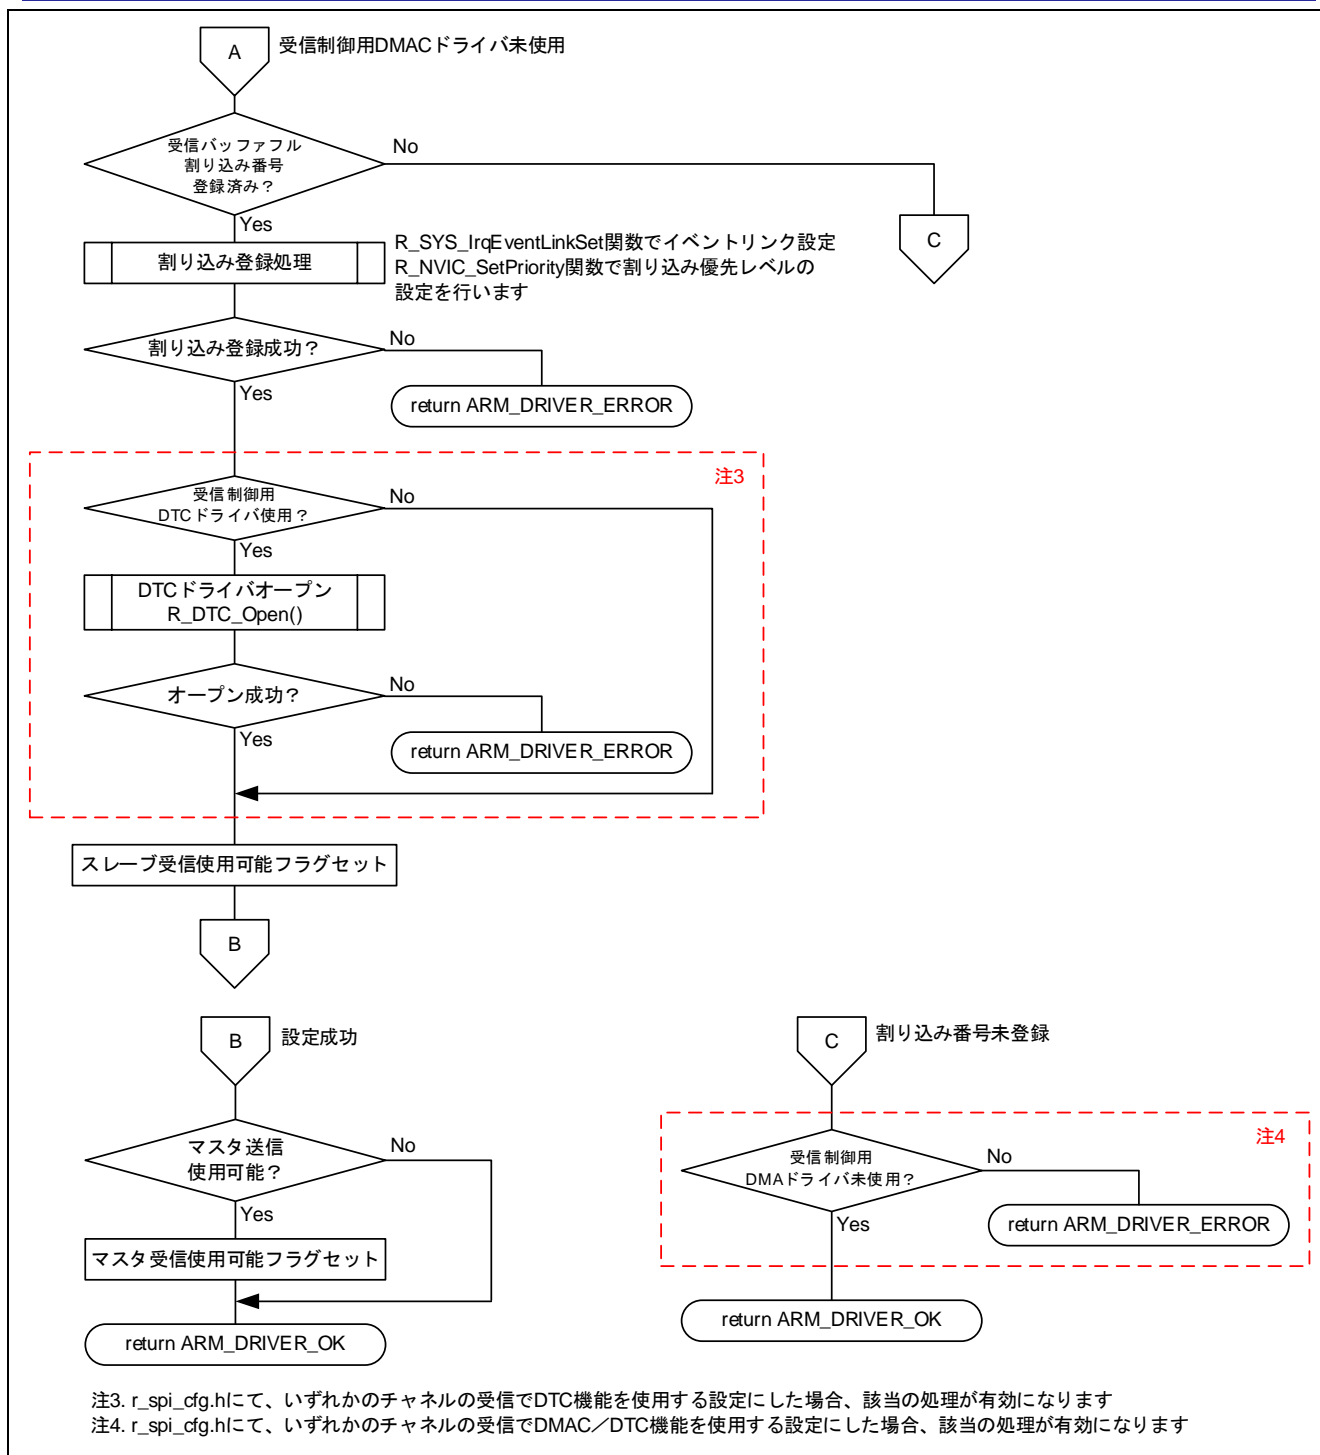 A
受信制御用DMACドライバ未使用
受信バッファフル
割り込み番号
登録済み？
No
Yes
C
割り込み登録処理
R_SYS_IrqEventLinkSet関数でイベントリンク設定
R_NVIC_SetPriority関数で割り込み優先レベルの
設定を行います
割り込み登録成功？
No
Yes
return ARM_DRIVER_ERROR
注3
受信制御用
DTCドライバ使用？
No
Yes
DTCドライバオープン
R_DTC_Open()
オープン成功？
No
Yes
return ARM_DRIVER_ERROR
スレーブ受信使用可能フラグセット
B
B
設定成功
マスタ送信
使用可能？
No
Yes
マスタ受信使用可能フラグセット
return ARM_DRIVER_OK
C
割り込み番号未登録
注4
受信制御用
DMAドライバ未使用？
No
Yes
return ARM_DRIVER_ERROR
return ARM_DRIVER_OK
注3. r_spi_cfg.hにて、いずれかのチャネルの受信でDTC機能を使用する設定にした場合、該当の処理が有効になります
注4. r_spi_cfg.hにて、いずれかのチャネルの受信でDMAC／DTC機能を使用する設定にした場合、該当の処理が有効になります